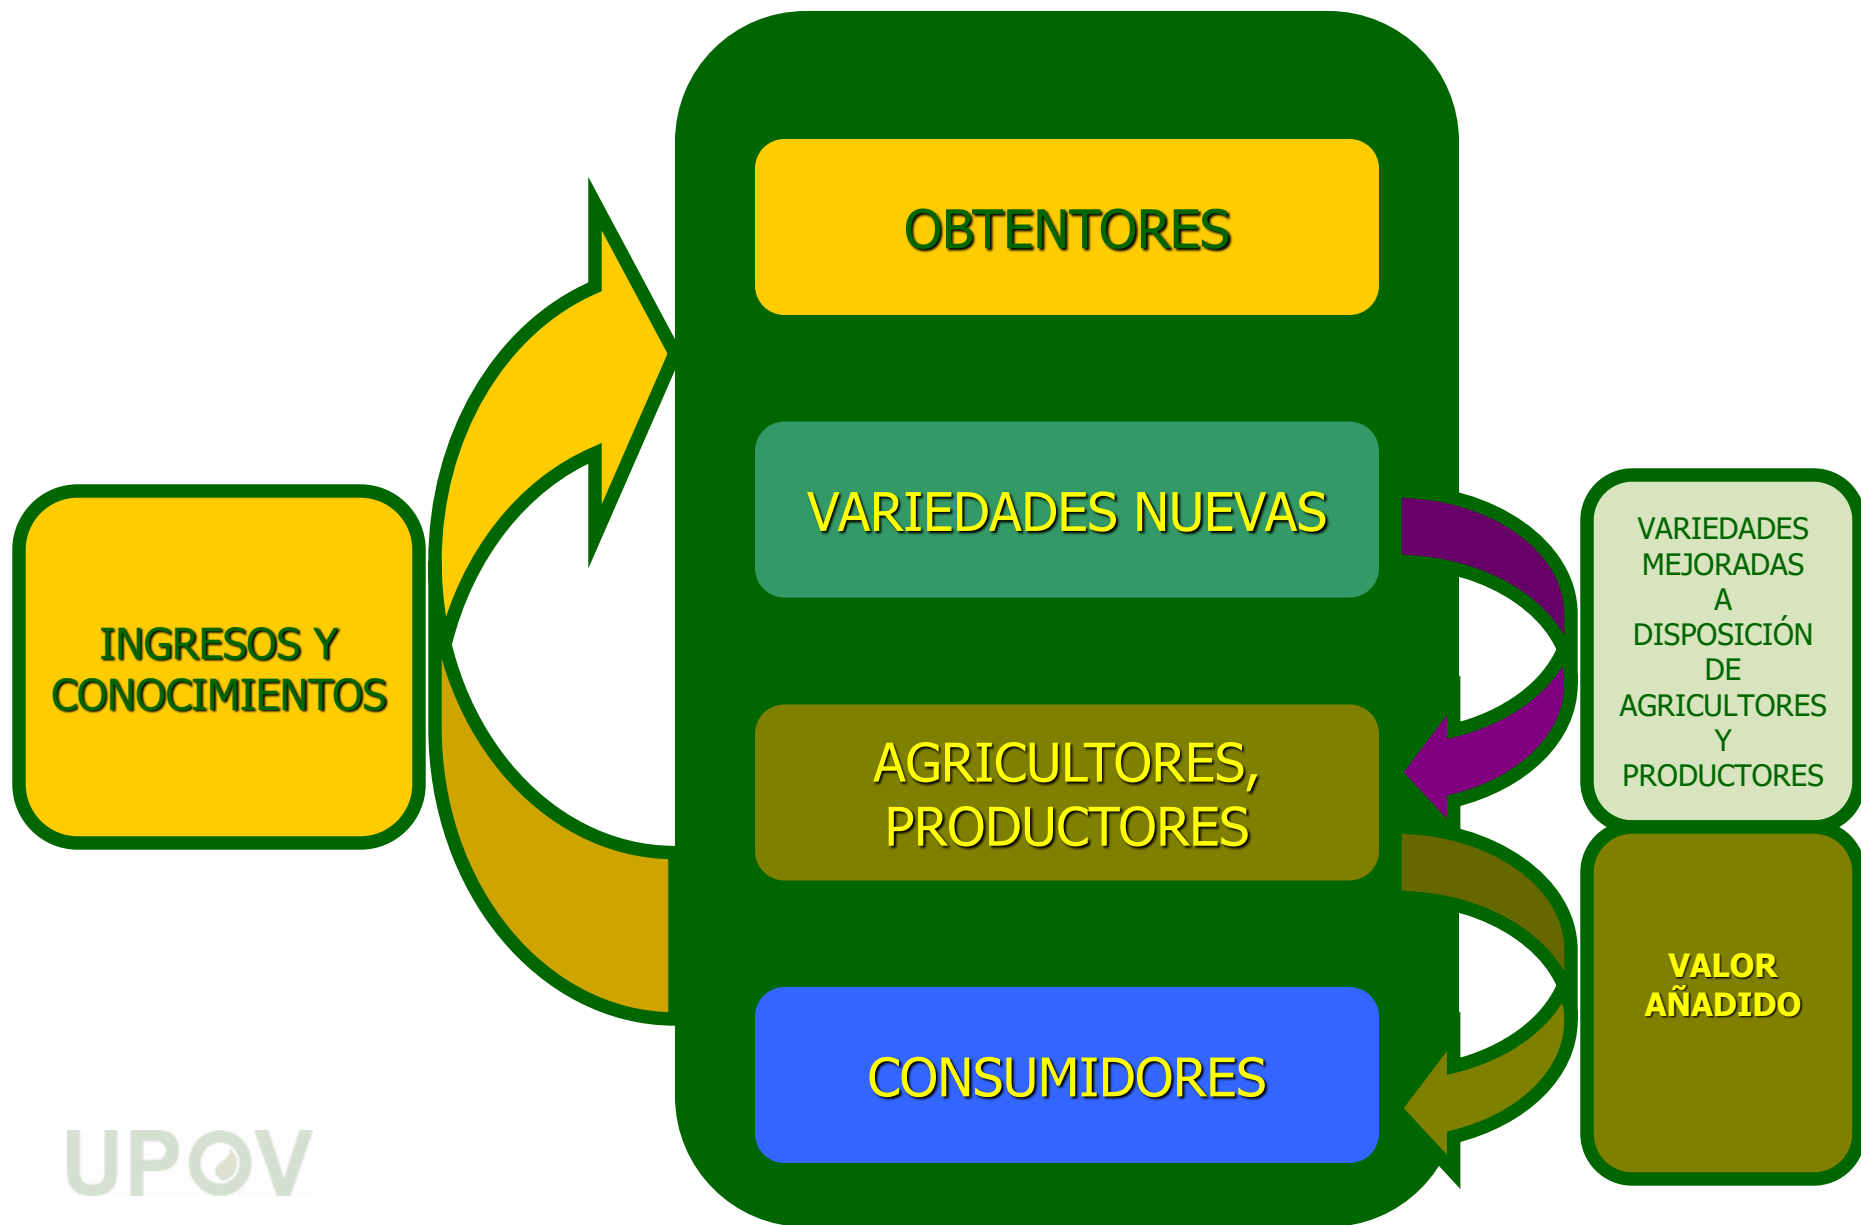 OBTENTORES
VARIEDADES NUEVAS
AGRICULTORES,
PRODUCTORES
CONSUMIDORES
INGRESOS Y
CONOCIMIENTOS
VARIEDADES
MEJORADAS
A
DISPOSICIÓN
DE
AGRICULTORES
Y
PRODUCTORES
VALOR
AÑADIDO
UPOV